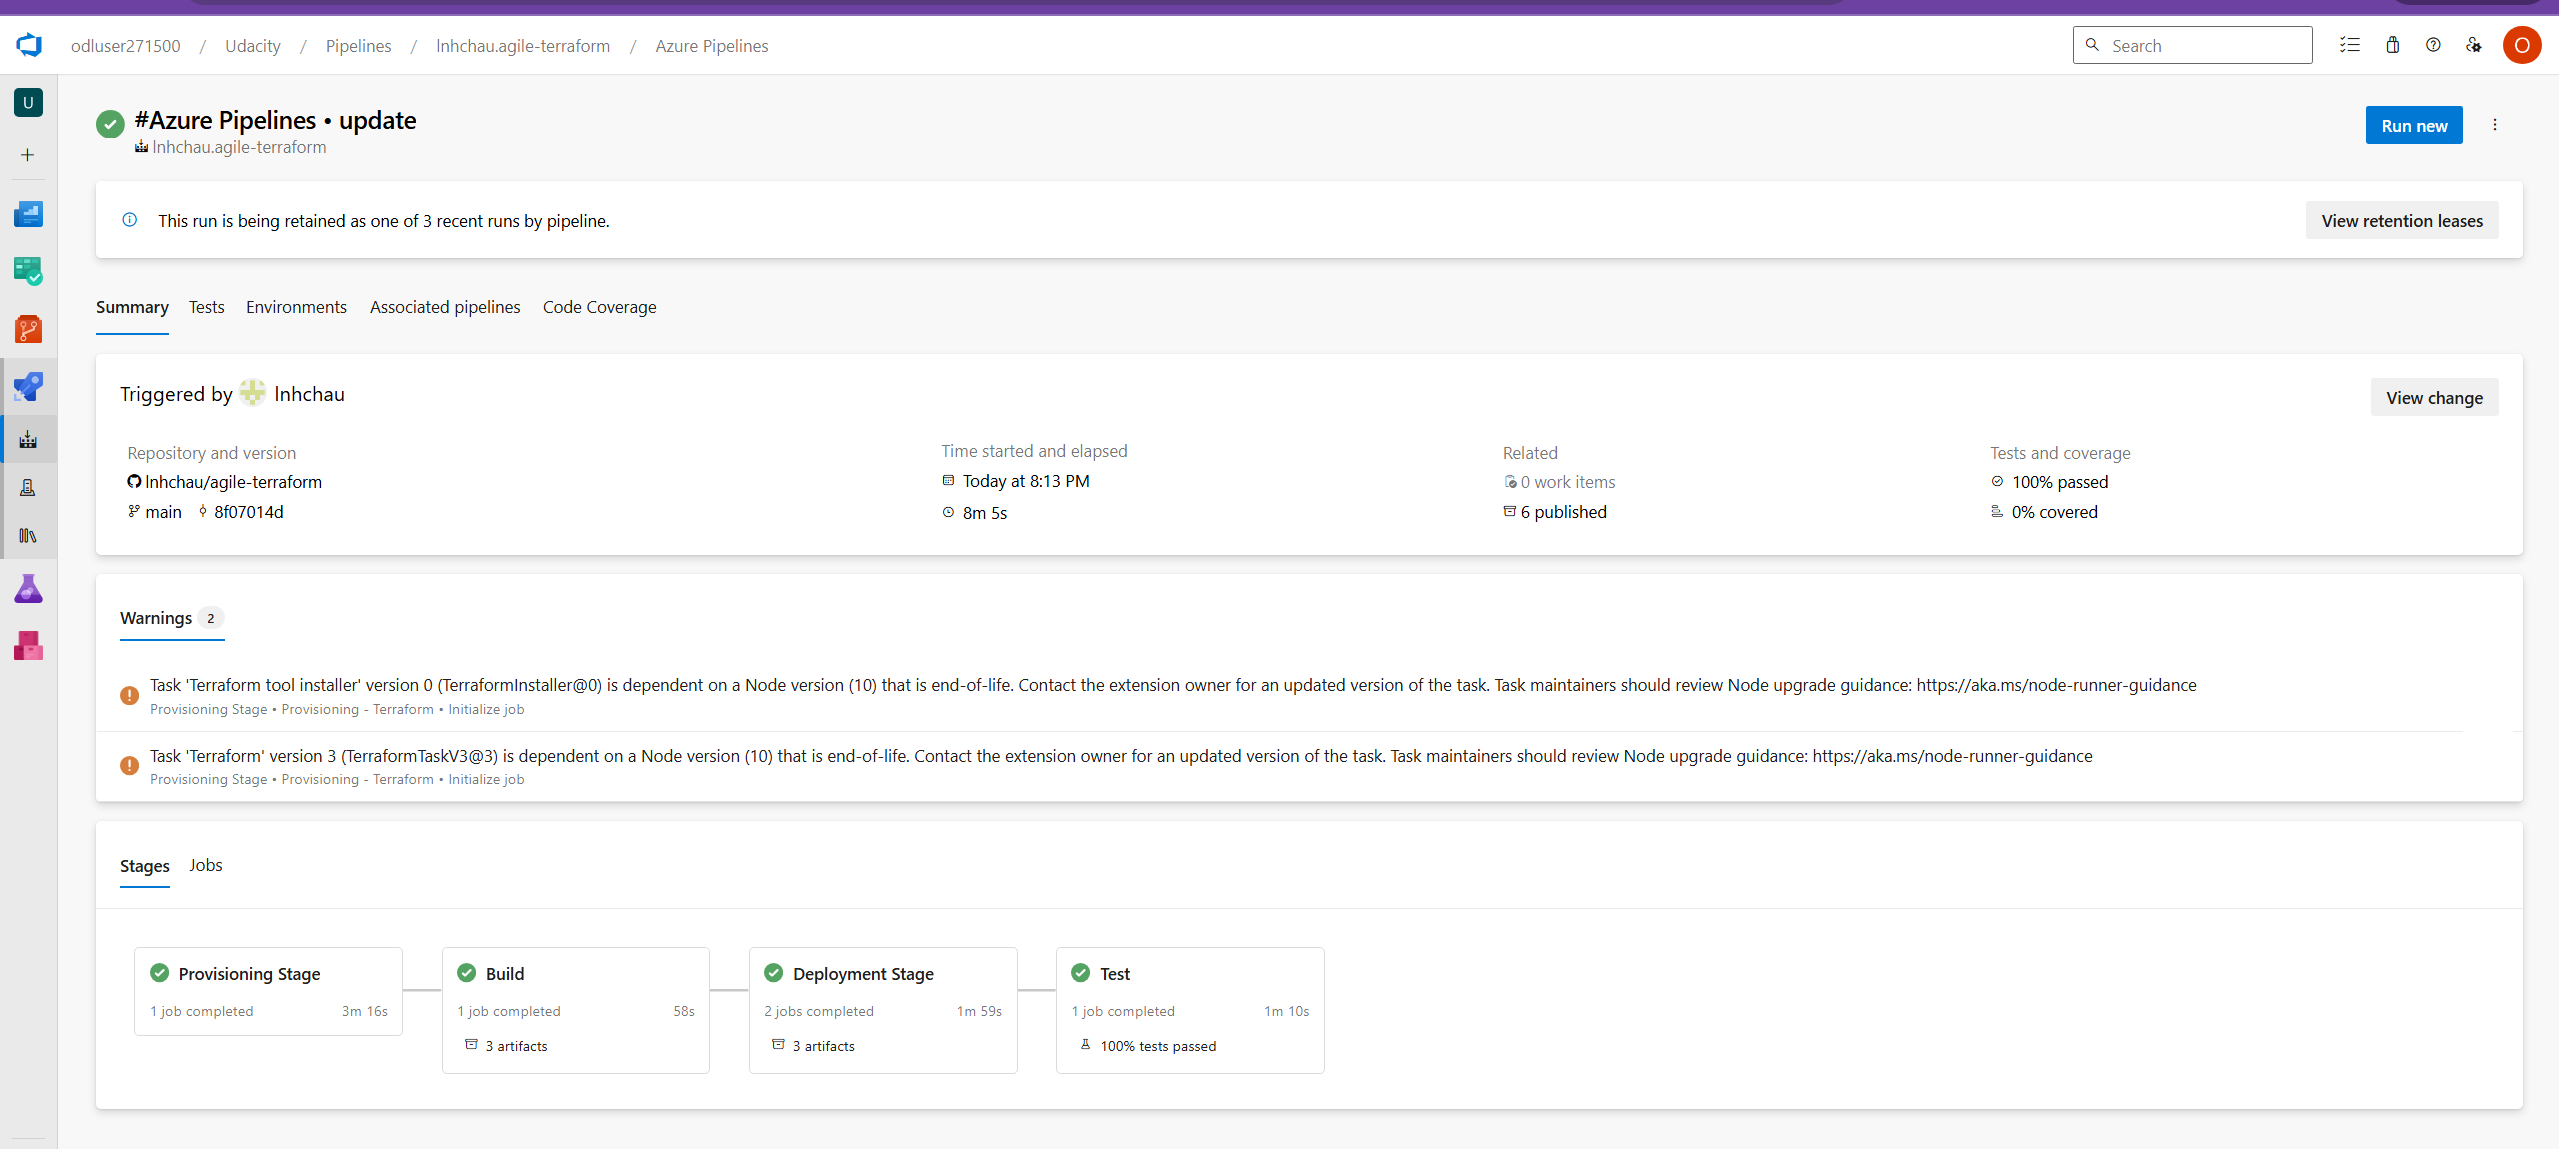 odluser271500 / Udacity / Pipelines / lnhchau.agile-terraform / Azure Pipelines
Search
O
U
#Azure Pipelines • update
lnhchau.agile-terraform
Run new
This run is being retained as one of 3 recent runs by pipeline.
View retention leases
Summary Tests Environments Associated pipelines Code Coverage
Triggered by lnhchau
View change
Repository and version
lnhchau/agile-terraform
main 8f07014d
Time started and elapsed
Today at 8:13 PM
8m 5s
Related
0 work items
6 published
Tests and coverage
100% passed
0% covered
Warnings 2
Task 'Terraform tool installer' version 0 (TerraformInstaller@0) is dependent on a Node version (10) that is end-of-life. Contact the extension owner for an updated version of the task. Task maintainers should review Node upgrade guidance: https://aka.ms/node-runner-guidance
Provisioning Stage • Provisioning - Terraform • Initialize job
Task 'Terraform' version 3 (TerraformTaskV3@3) is dependent on a Node version (10) that is end-of-life. Contact the extension owner for an updated version of the task. Task maintainers should review Node upgrade guidance: https://aka.ms/node-runner-guidance
Provisioning Stage • Provisioning - Terraform • Initialize job
Stages Jobs
Provisioning Stage
1 job completed 3m 16s
Build
1 job completed 58s
3 artifacts
Deployment Stage
2 jobs completed 1m 59s
3 artifacts
Test
1 job completed 1m 10s
100% tests passed